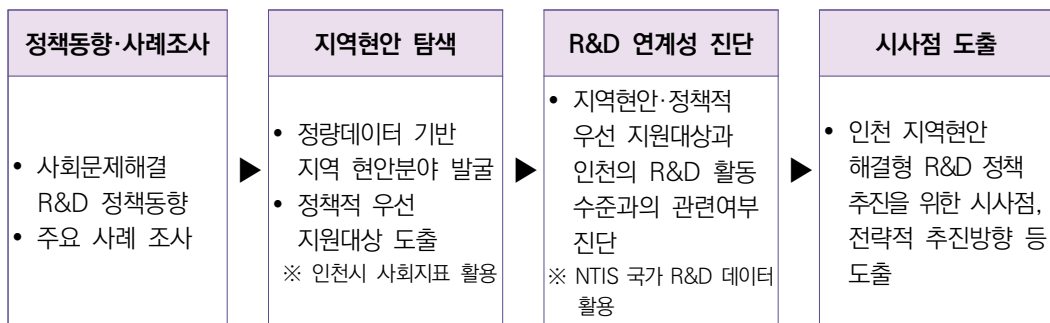 정책동향·사례조사
• 사회문제해결
R&D 정책동향
• 주요 사례 조사
▶
지역현안 탐색
• 정량데이터 기반
지역 현안분야 발굴
• 정책적 우선
지원대상 도출
※ 인천시 사회지표 활용
▶
R&D 연계성 진단
• 지역현안·정책적
우선 지원대상과
인천의 R&D 활동
수준과의 관련여부
진단
※ NTIS 국가 R&D 데이터
활용
▶
시사점 도출
• 인천 지역현안
해결형 R&D 정책
추진을 위한 시사점,
전략적 추진방향 등
도출